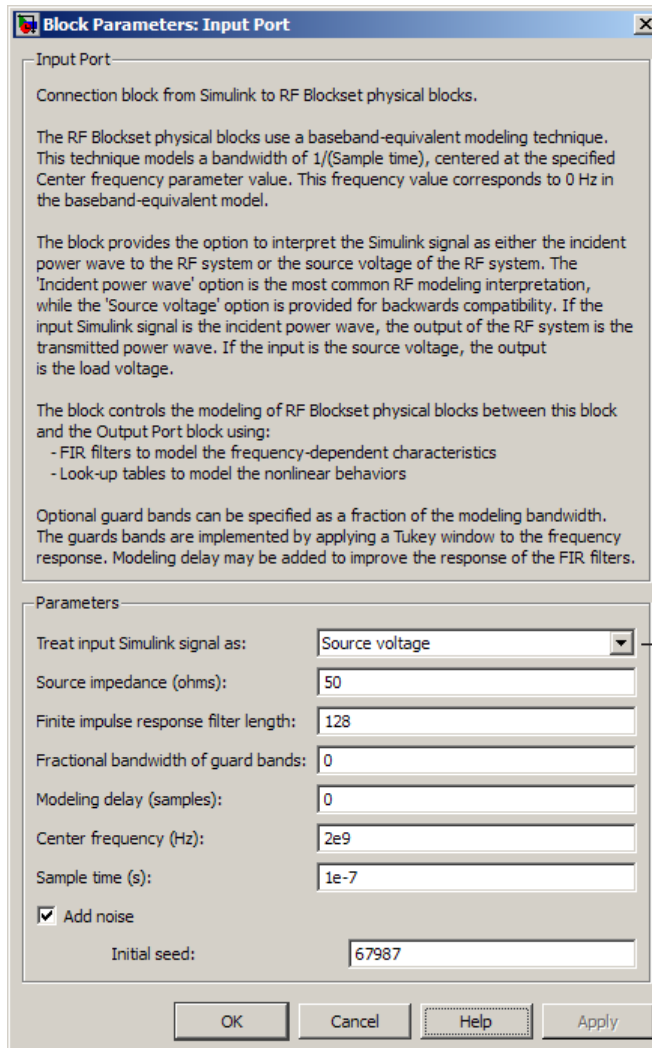 Block Parameters: Input Port
Input Port
Connection block from Simulink to RF Blockset physical blocks.
The RF Blockset physical blocks use a baseband-equivalent modeling technique.
This technique models a bandwidth of 1/(Sample time), centered at the specified
Center frequency parameter value. This frequency value corresponds to 0 Hz in
the baseband-equivalent model.
The block provides the option to interpret the Simulink signal as either the incident
power wave to the RF system or the source voltage of the RF system. The
'Incident power wave' option is the most common RF modeling interpretation,
while the 'Source voltage' option is provided for backwards compatibility. If the
input Simulink signal is the incident power wave, the output of the RF system is the
transmitted power wave. If the input is the source voltage, the output
is the load voltage.
The block controls the modeling of RF Blockset physical blocks between this block
and the Output Port block using:
- FIR filters to model the frequency-dependent characteristics
- Look-up tables to model the nonlinear behaviors
Optional guard bands can be specified as a fraction of the modeling bandwidth.
The guards bands are implemented by applying a Tukey window to the frequency
response. Modeling delay may be added to improve the response of the FIR filters.
Parameters
Treat input Simulink signal as: Source voltage
Source impedance (ohms): 50
Finite impulse response filter length: 128
Fractional bandwidth of guard bands: 0
Modeling delay (samples): 0
Center frequency (Hz): 2e9
Sample time (s): 1e-7
Add noise
Initial seed: 67987
OK Cancel Help Apply